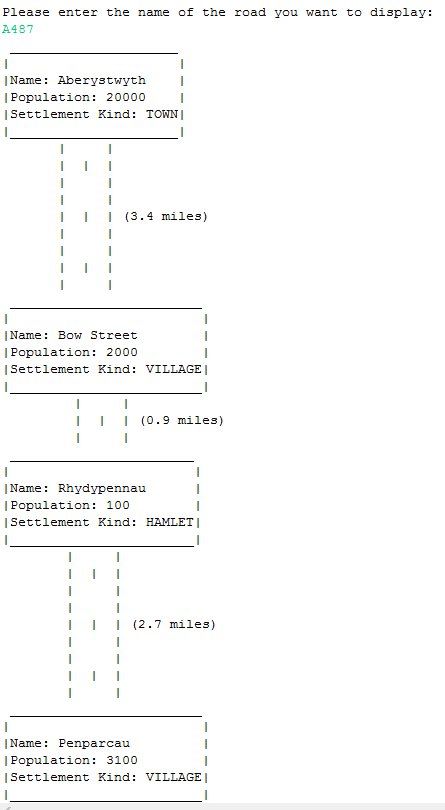 Please enter the name of the road you want to display:
A487
Name: Aberystwyth
Population: 20000
Settlement Kind: TOWN
(3.4 miles)
Name: Bow Street
Population: 2000
Settlement Kind: VILLAGE
(0.9 miles)
Name: Rhydypennau
Population: 100
Settlement Kind: HAMLET
(2.7 miles)
Name: Penparcau
Population: 3100
Settlement Kind: VILLAGE